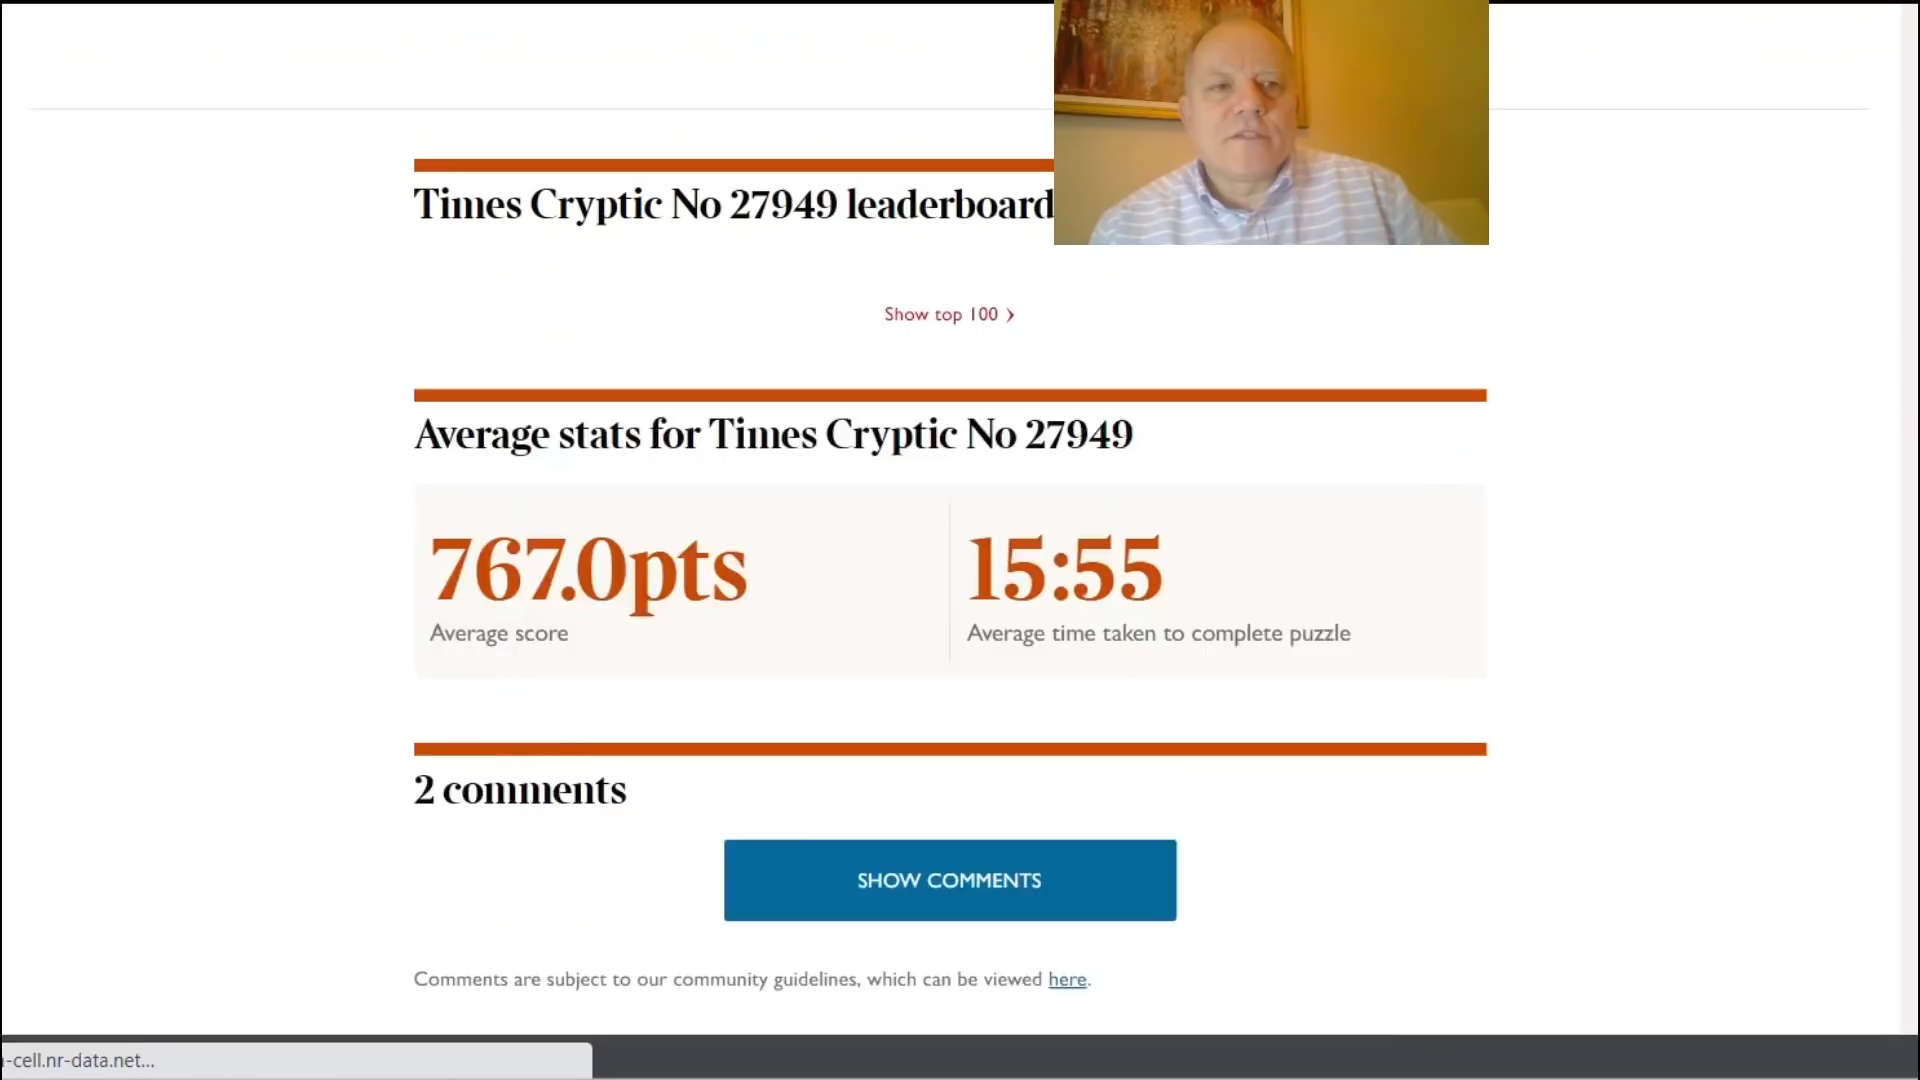 Times Cryptic No 27949 leaderboard
Show top 100 ›
Average stats for Times Cryptic No 27949
767.0pts
15:55
Average score
Average time taken to complete puzzle
2 comments
SHOW COMMENTS
Comments are subject to our community guidelines, which can be viewed here.
-cell.nr-data.net...